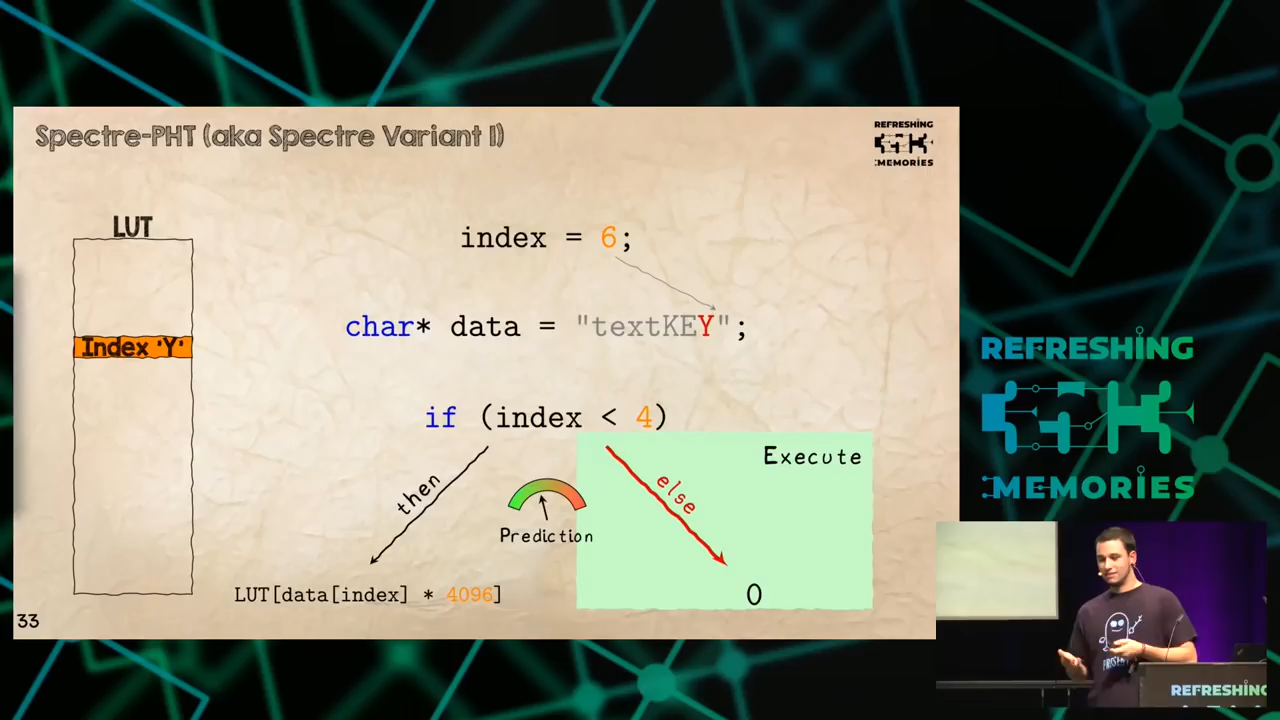 Spectre-PHT (aka Spectre Variant 1)
REFRESHING
MEMORIES
LUT
index = 6;
char* data = "textKEY";
Index 'Y'
if (index < 4)
Execute
then
else
Prediction
LUT[data[index] * 4096]
0
33
REFRESHING
:MEMORIES
REFRESHING